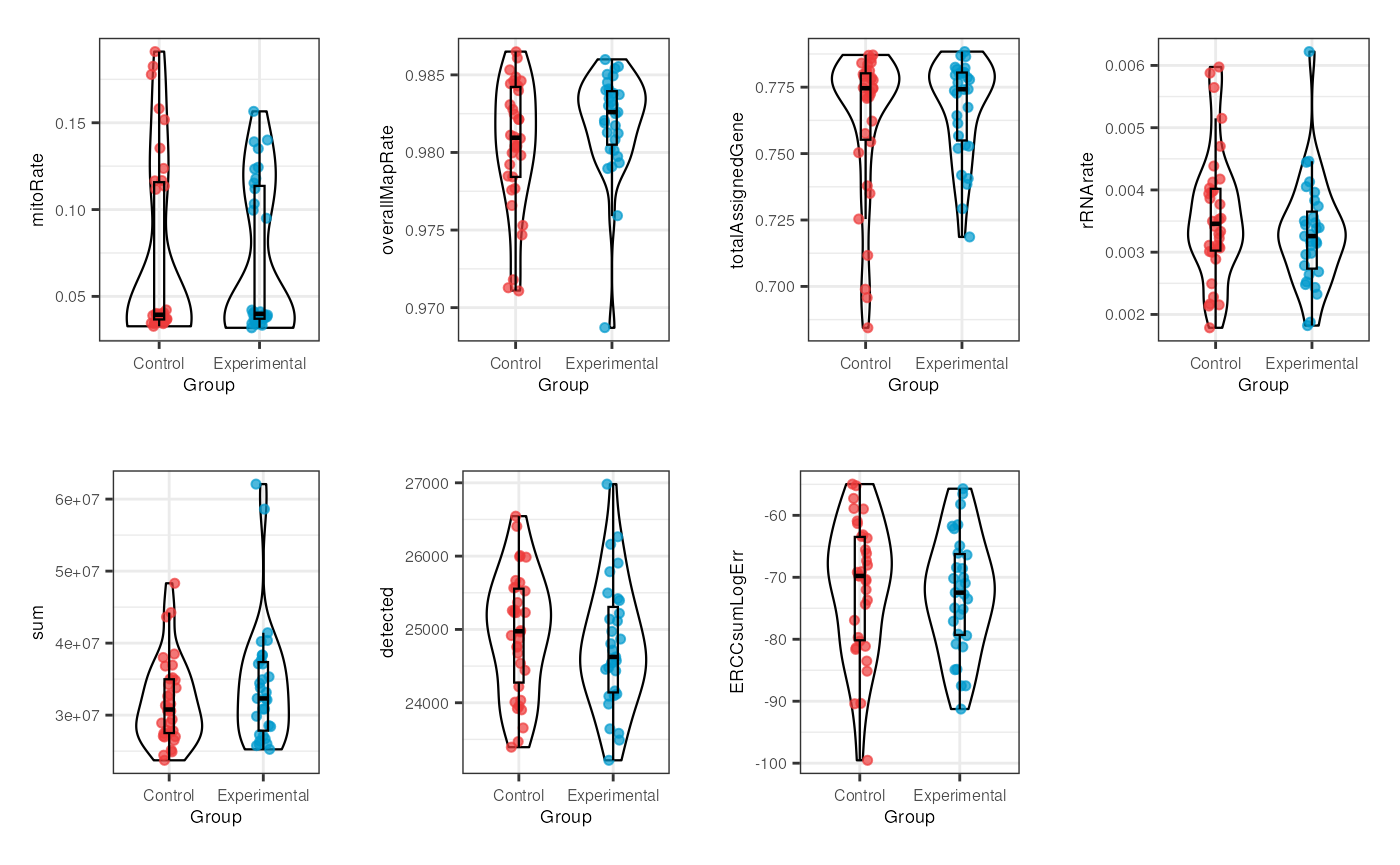 mitoRate
0.15
0.10
0.05
Control Experimental
Group
overallMapRate
0.985
0.980
0.975
0.970
Control Experimental
Group
totalAssignedGene
0.775
0.750
0.725
0.700
Control Experimental
Group
rRNArate
0.006
0.005
0.004
0.003
0.002
Control Experimental
Group
sum
6e+07
5e+07
4e+07
3e+07
Control Experimental
Group
detected
27000
26000
25000
24000
Control Experimental
Group
ERCCsumLogErr
-60
-70
-80
-90
-100
Control Experimental
Group